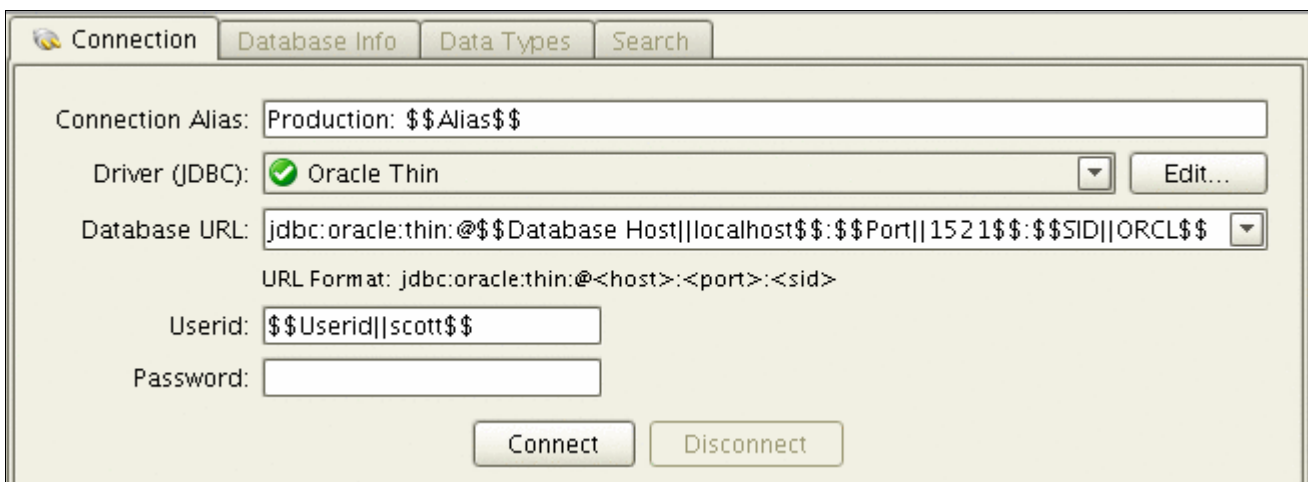 Connection Database Info Data Types Search
Connection Alias: Production: $$Alias$$
Driver (JDBC): Oracle Thin Edit...
Database URL: jdbc:oracle:thin:@$$Database Host||localhost$$:$$Port||1521$$:$$SID||ORCL$$
URL Format: jdbc:oracle:thin:@<host>:<port>:<sid>
Userid: $$Userid||scott$$
Password:
Connect Disconnect